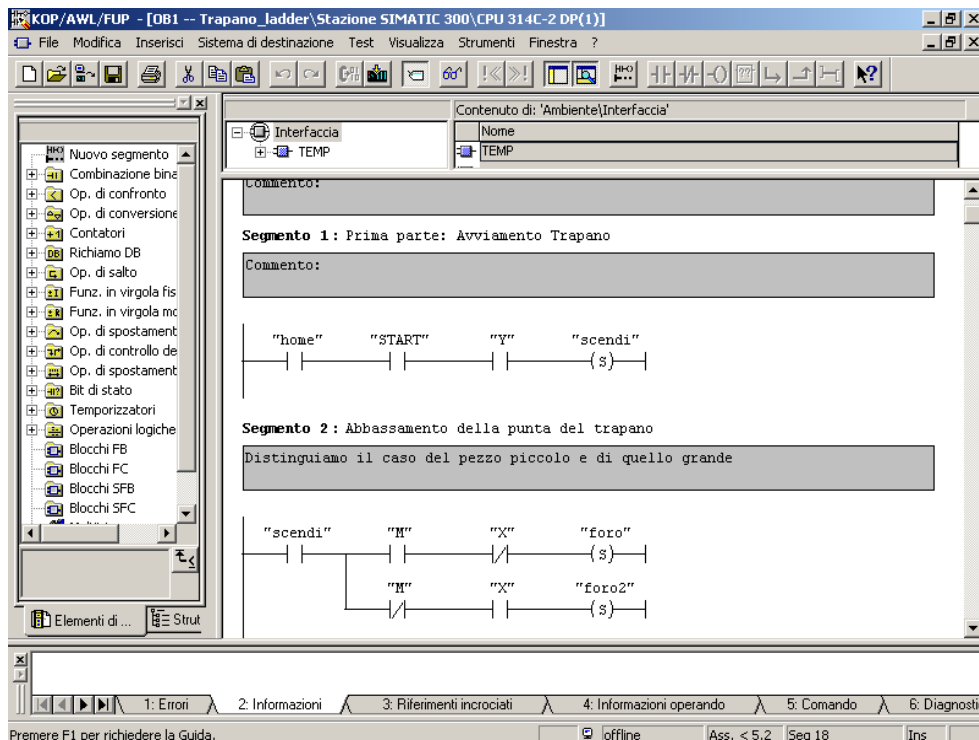 KOP/AWL/FUP - [OB1 -- Trapano_ladder\Stazione SIMATIC 300\CPU 314C-2 DP(1)]
File Modifica Inserisci Sistema di destinazione Test Visualizza Strumenti Finestra ?
Contenuto di: 'Ambiente\Interfaccia'
Interfaccia
TEMP
Nome
TEMP
Nuovo segmento
Combinazione bina
Op. di confronto
Op. di conversione
Contatori
Richiamo DB
Op. di salto
Funz. in virgola fis
Funz. in virgola mo
Op. di spostament
Op. di controllo de
Op. di spostament
Bit di stato
Temporizzatori
Operazioni logiche
Blocchi FB
Blocchi FC
Blocchi SFB
Blocchi SFC
Elementi di ... Strut
Commento:
Segmento 1: Prima parte: Avviamento Trapano
Commento:
"home" "START" "Y" "scendi"
(S)
Segmento 2: Abbassamento della punta del trapano
Distinguiamo il caso del pezzo piccolo e di quello grande
"scendi" "M" "X" "foro"
(S)
"M" "X" "foro2"
(S)
1: Errori 2: Informazioni 3: Riferimenti incrociati 4: Informazioni operando 5: Comando 6: Diagnosti
Premere F1 per richiedere la Guida. offline Ass. < 5.2 Seg 18 Ins